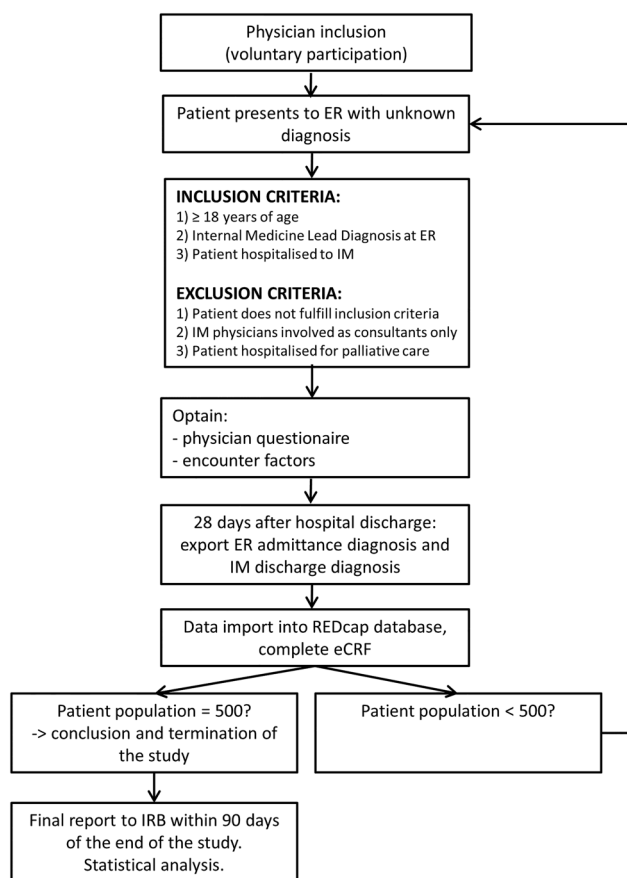 Physician inclusion
(voluntary participation)
Patient presents to ER with unknown
diagnosis
INCLUSION CRITERIA:
1) ≥ 18 years of age
2) Internal Medicine Lead Diagnosis at ER
3) Patient hospitalised to IM
EXCLUSION CRITERIA:
1) Patient does not fulfill inclusion criteria
2) IM physicians involved as consultants only
3) Patient hospitalised for palliative care
Optain:
- physician questionaire
- encounter factors
28 days after hospital discharge:
export ER admittance diagnosis and
IM discharge diagnosis
Data import into REDcap database,
complete eCRF
Patient population = 500?
-> conclusion and termination of
the study
Patient population < 500?
Final report to IRB within 90 days
of the end of the study.
Statistical analysis.